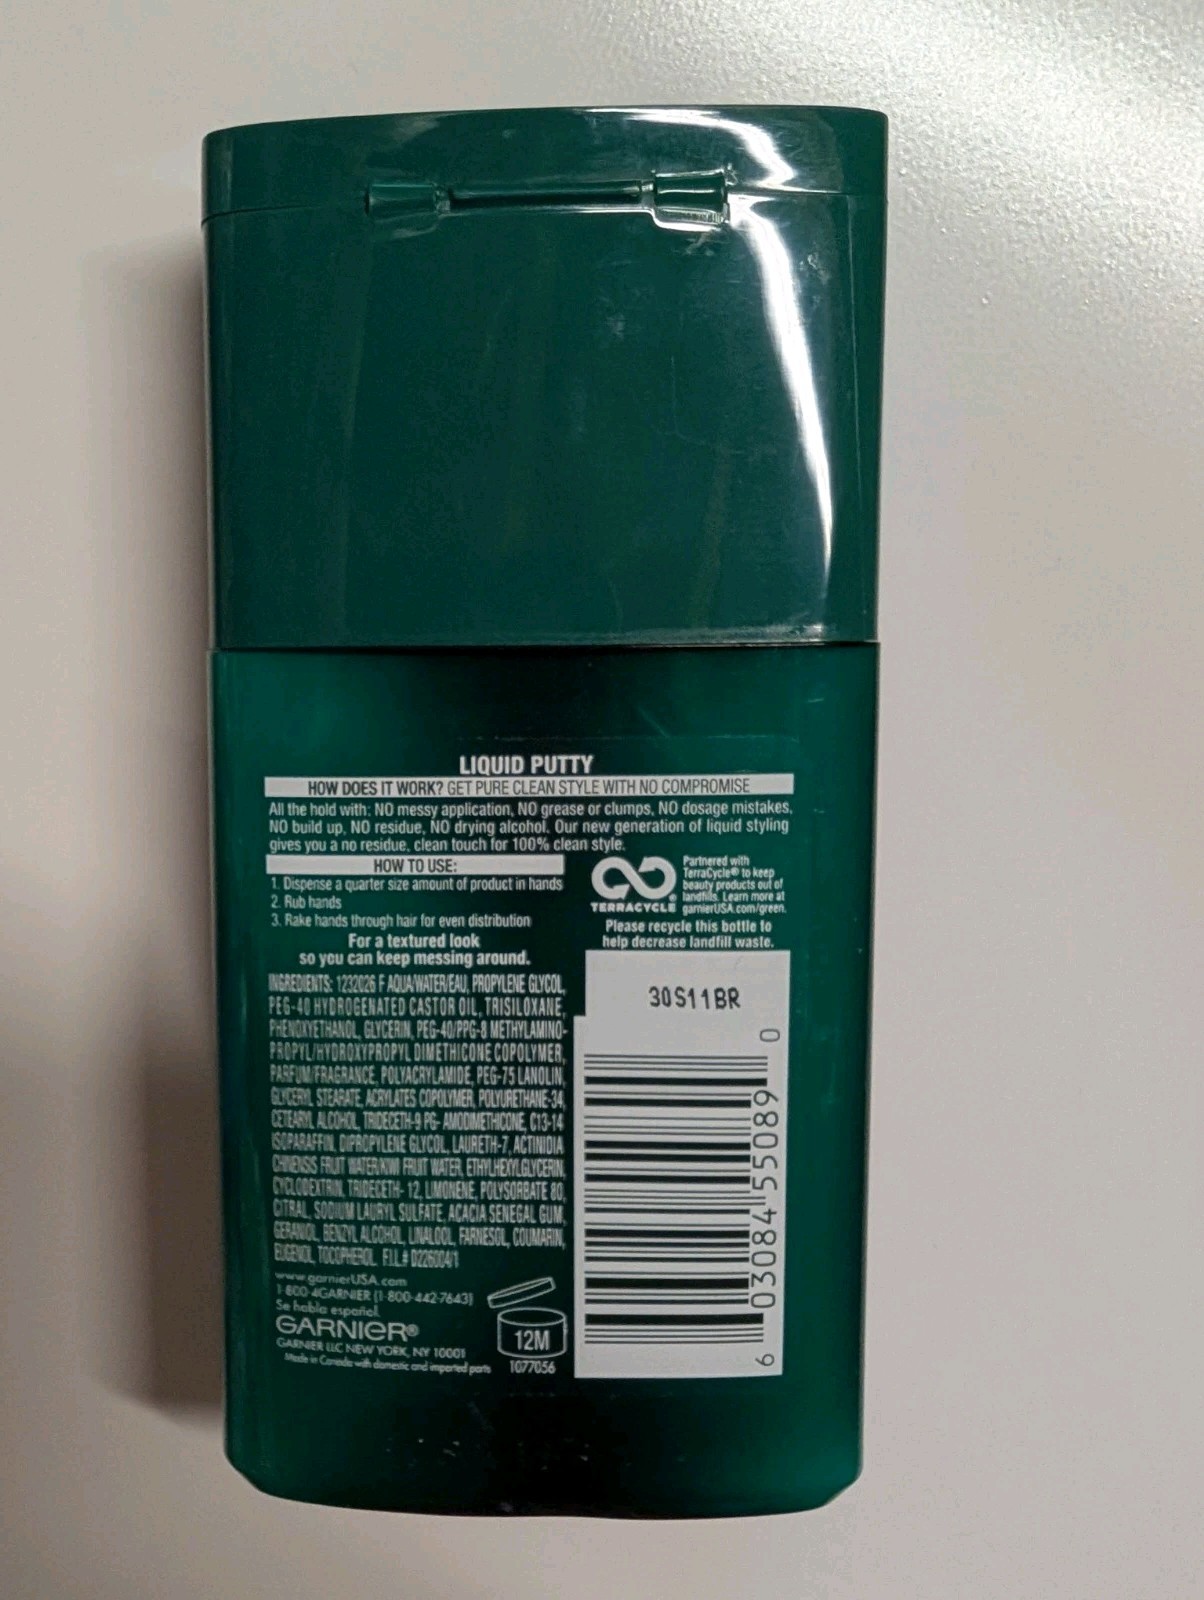 LIQUID PUTTY
HOW DOES IT WORK? GET PURE CLEAN STYLE WITH NO COMPROMISE
All the hold with: NO messy application, NO grease or clumps, NO dosage mistakes,
NO build up, NO residue, NO drying alcohol. Our new generation of liquid styling
gives you a no residue, clean touch for 100% clean style.
HOW TO USE:
1. Dispense a quarter size amount of product in hands
2. Rub hands
3. Rake hands through hair for even distribution
For a textured look
so you can keep messing around.
INGREDIENTS: 1232026 F AQUA/WATER/EAU, PROPYLENE GLYCOL,
PEG-40 HYDROGENATED CASTOR OIL, TRISILOXANE,
PHENOXYETHANOL, GLYCERIN, PEG-40/PPG-8 METHYLAMINO-
PROPYL/HYDROXYPROPYL DIMETHICONE COPOLYMER,
PARFUM/FRAGRANCE, POLYACRYLAMIDE, PEG-75 LANOLIN,
GLYCERYL STEARATE, ACRYLATES COPOLYMER, POLYURETHANE-34,
CETEARYL ALCOHOL, TRIDECETH-9 PG- AMODIMETHICONE, C13-14
ISOPARAFFIN, DIPROPYLENE GLYCOL, LAURETH-7, ACTINIDIA
CHINENSIS FRUIT WATER/KIWI FRUIT WATER, ETHYLHEXYLGLYCERIN,
CYCLODEXTRIN, TRIDECETH- 12, LIMONENE, POLYSORBATE 80,
CITRAL, SODIUM LAURYL SULFATE, ACACIA SENEGAL GUM,
GERANIOL, BENZYL ALCOHOL, LINALOOL, FARNESOL, COUMARIN,
EUGENOL, TOCOPHEROL. F.I.L.# D226004/1
www.garnierUSA.com
1-800-4GARNIER (1-800-442-7643)
Se habla español.
GARNIER®
GARNIER LLC NEW YORK, NY 10001
Made in Canada with domestic and imported parts
12M
1077056
TERRACYCLE®
Partnered with
TerraCycle® to keep
beauty products out of
landfills. Learn more at
garnierUSA.com/green.
Please recycle this bottle to
help decrease landfill waste.
30S11BR
6 03084 55089 0